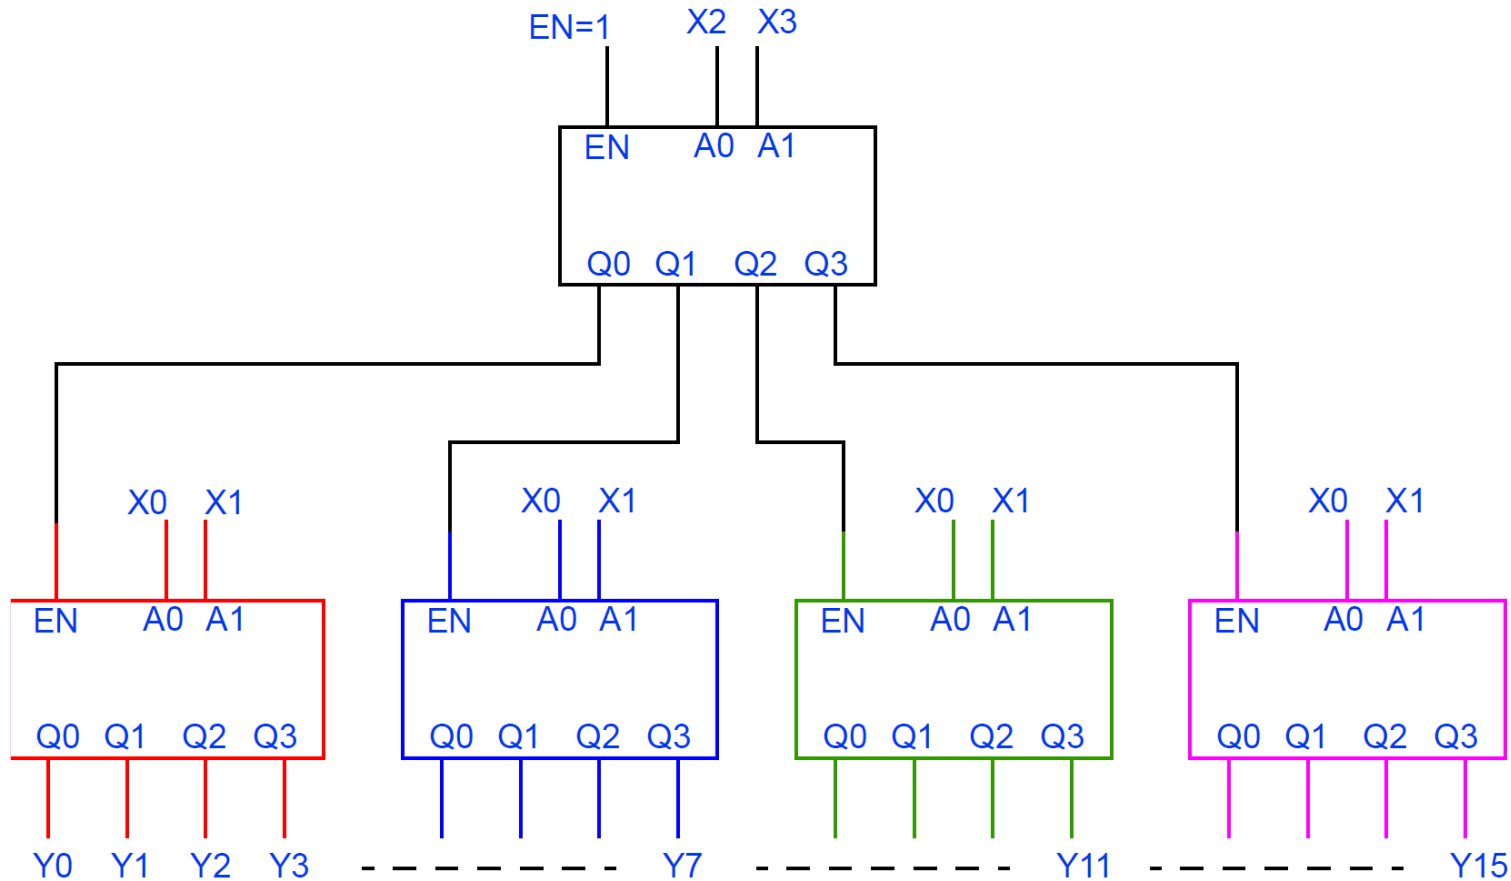 EN=1 X2 X3
EN A0 A1
Q0 Q1 Q2 Q3
X0 X1 X0 X1 X0 X1 X0 X1
EN A0 A1 EN A0 A1 EN A0 A1 EN A0 A1
Q0 Q1 Q2 Q3 Q0 Q1 Q2 Q3 Q0 Q1 Q2 Q3 Q0 Q1 Q2 Q3
Y0 Y1 Y2 Y3 Y7 Y11 Y15